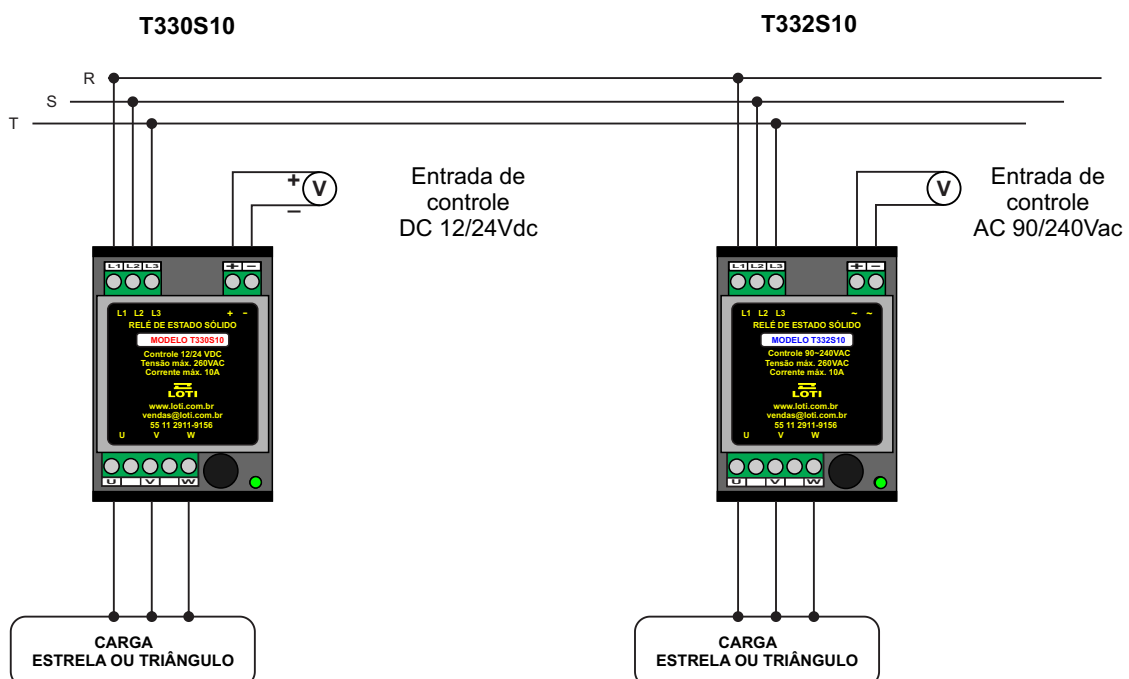 T330S10
T332S10
R
S
T
+
V
–
Entrada de
controle
DC 12/24Vdc
V
Entrada de
controle
AC 90/240Vac
L1 L2 L3
+ –
L1 L2 L3 + -
RELÉ DE ESTADO SÓLIDO
MODELO T330S10
Controle 12/24 VDC
Tensão máx. 260VAC
Corrente máx. 10A
LOTI
www.loti.com.br
vendas@loti.com.br
55 11 2911-9156
U V W
U V W
CARGA
ESTRELA OU TRIÂNGULO
L1 L2 L3
+ –
L1 L2 L3 ~ ~
RELÉ DE ESTADO SÓLIDO
MODELO T332S10
Controle 90~240VAC
Tensão máx. 260VAC
Corrente máx. 10A
LOTI
www.loti.com.br
vendas@loti.com.br
55 11 2911-9156
U V W
U V W
CARGA
ESTRELA OU TRIÂNGULO